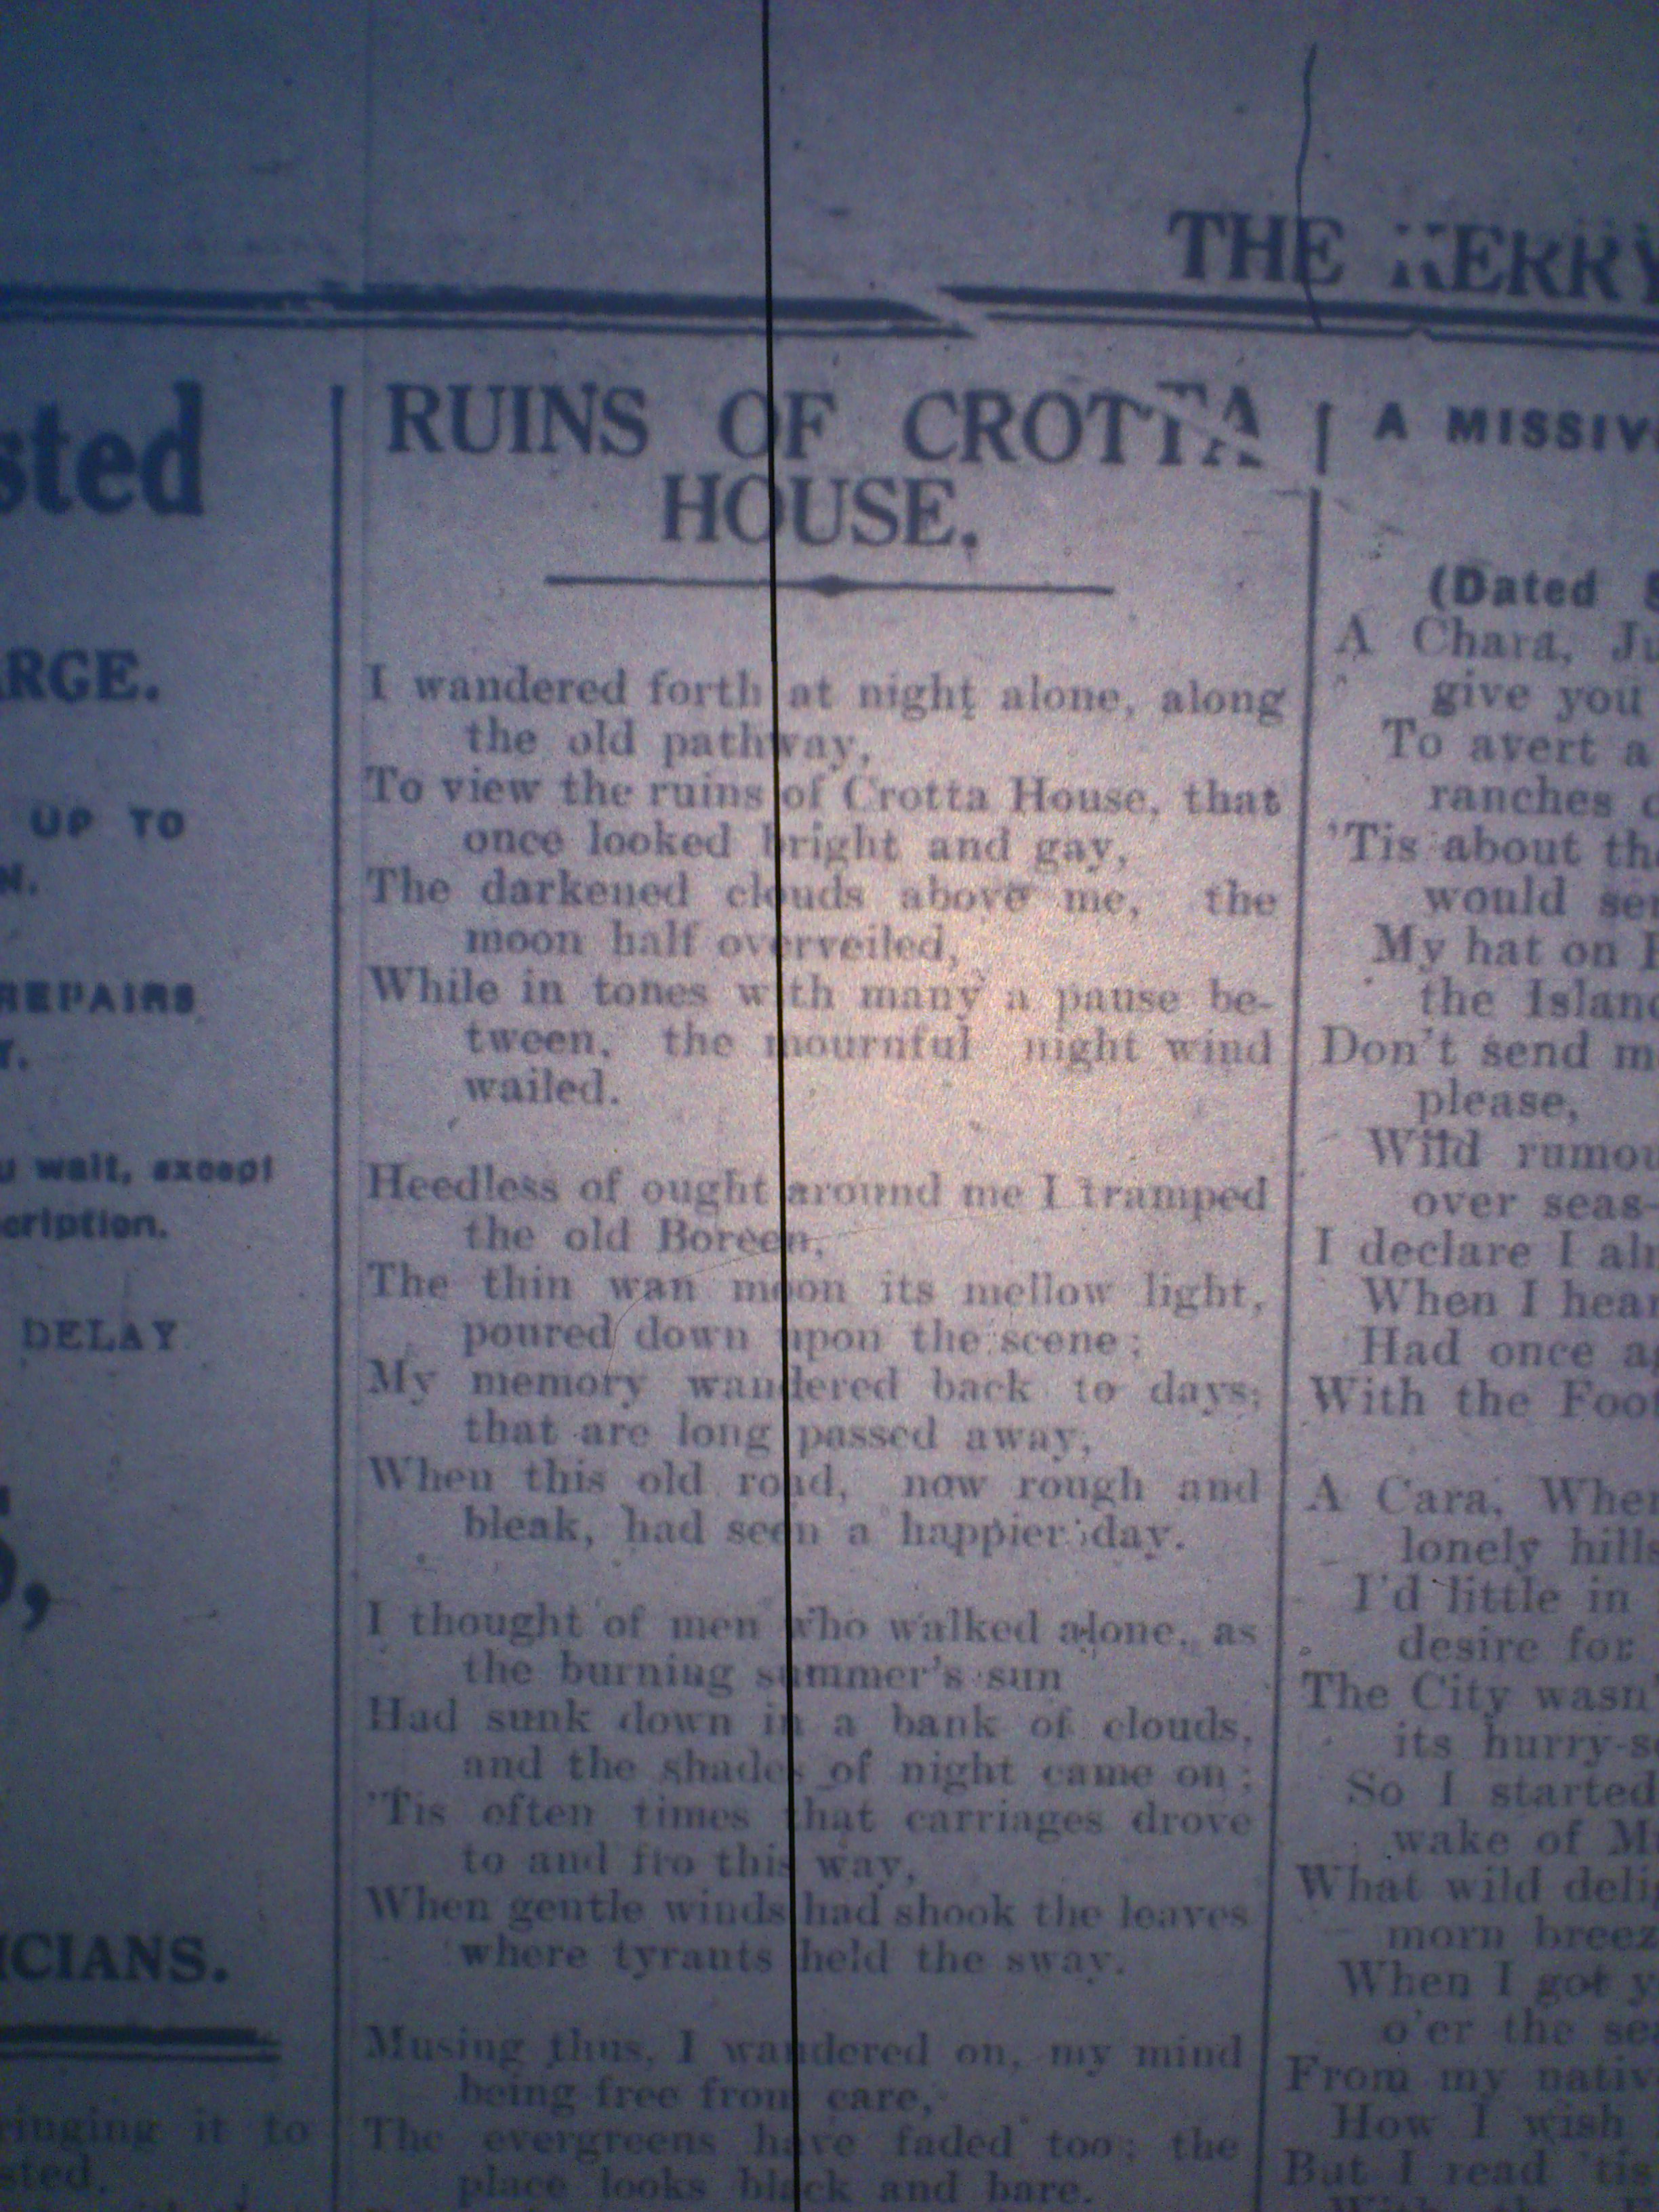 THE KERRY
sted
ARGE.
UP TO
N.
REPAIRS
u wait, except
cription.
DELAY
ICIANS.
ringing it to
sted.
RUINS OF CROTTA
HOUSE.
I wandered forth at night alone, along
the old pathway,
To view the ruins of Crotta House, that
once looked bright and gay,
The darkened clouds above me, the
moon half overveiled,
While in tones with many a pause be-
tween, the mournful night wind
wailed.
Heedless of ought around me I tramped
the old Boreen,
The thin wan moon its mellow light,
poured down upon the scene;
My memory wandered back to days;
that are long passed away,
When this old road, now rough and
bleak, had seen a happier day.
I thought of men who walked alone, as
the burning summer's sun
Had sunk down in a bank of clouds,
and the shades of night came on;
'Tis often times that carriages drove
to and fro this way,
When gentle winds had shook the leaves
where tyrants held the sway.
Musing thus, I wandered on, my mind
being free from care,
The evergreens have faded too; the
place looks black and bare.
A MISSIV
(Dated S
A Chara, Ju
give you
To avert a
ranches
'Tis about the
would se
My hat on
the Islan
Don't send m
please,
Wild rumou
over seas-
I declare I al
When I hear
Had once a
With the Foo
A Cara, When
lonely hills
I'd little in
desire for
The City wasn'
its hurry-s
So I started
wake of M
What wild deli
morn breez
When I got y
o'er the se
From my nativ
How I wish
But I read 'tis